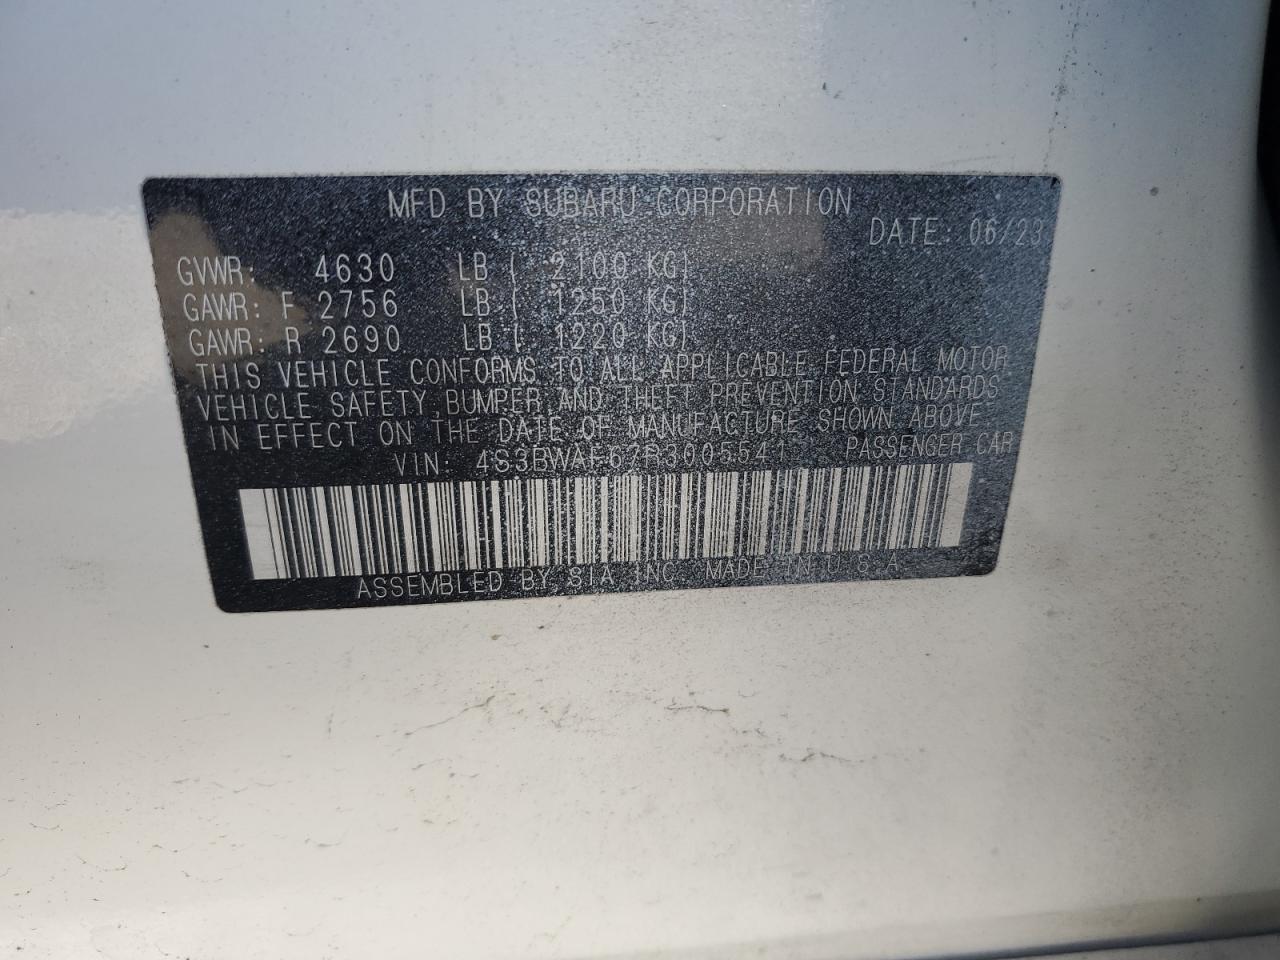 MFD BY SUBARU CORPORATION
DATE: 06/23
GVWR: 4630 LB ( 2100 KG)
GAWR: F 2756 LB ( 1250 KG)
GAWR: R 2690 LB ( 1220 KG)
THIS VEHICLE CONFORMS TO ALL APPLICABLE FEDERAL MOTOR
VEHICLE SAFETY, BUMPER AND THEFT PREVENTION STANDARDS
IN EFFECT ON THE DATE OF MANUFACTURE SHOWN ABOVE
VIN: 4S3BWAF67R3005541 PASSENGER CAR
ASSEMBLED BY SIA INC. MADE IN U.S.A